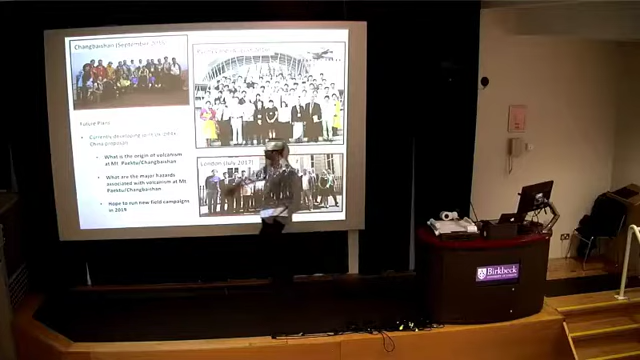 Changbaishan (September 2015)
London (July 2017)
Future Plans
China proposal
What is the origin of volcanism
at Mt Paektu/Changbaishan
What are the major hazards
associated with volcanism at Mt
Paektu/Changbaishan
Hope to run new field campaigns
in 2019
Birkbeck